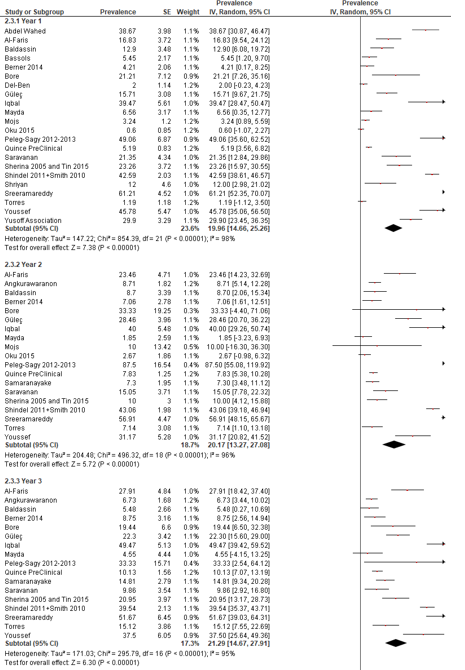 Prevalence Prevalence
Study or Subgroup Prevalence SE Weight IV, Random, 95% CI IV, Random, 95% CI
2.3.1 Year 1
Abdel Wahed 38.67 3.98 1.1% 38.67 [30.87, 46.47]
Al-Faris 16.83 3.72 1.1% 16.83 [9.54, 24.12]
Baldassin 12.9 3.48 1.1% 12.90 [6.08, 19.72]
Bassols 5.45 2.17 1.1% 5.45 [1.20, 9.70]
Berner 2014 4.21 2.06 1.1% 4.21 [0.17, 8.25]
Bore 21.21 7.12 1.0% 21.21 [7.26, 35.16]
Del-Ben 2 1.14 1.2% 2.00 [-0.23, 4.23]
Güleç 15.71 3.08 1.1% 15.71 [9.67, 21.75]
Iqbal 39.47 5.61 1.0% 39.47 [28.47, 50.47]
Mayda 6.56 3.17 1.1% 6.56 [0.35, 12.77]
Mojs 3.24 1.2 1.1% 3.24 [0.89, 5.59]
Oku 2015 0.6 0.85 1.2% 0.60 [-1.07, 2.27]
Peleg-Sagy 2012-2013 49.06 6.87 1.0% 49.06 [35.60, 62.52]
Quince PreClinical 5.19 0.83 1.2% 5.19 [3.56, 6.82]
Saravanan 21.35 4.34 1.1% 21.35 [12.84, 29.86]
Sherina 2005 and Tin 2015 23.26 3.72 1.1% 23.26 [15.97, 30.55]
Shindel 2011+Smith 2010 42.59 2.03 1.1% 42.59 [38.61, 46.57]
Shriyan 12 4.6 1.1% 12.00 [2.98, 21.02]
Sreeramareddy 61.21 4.52 1.1% 61.21 [52.35, 70.07]
Torres 1.19 1.18 1.1% 1.19 [-1.12, 3.50]
Youssef 45.78 5.47 1.0% 45.78 [35.06, 56.50]
Yusoff Association 29.9 3.29 1.1% 29.90 [23.45, 36.35]
Subtotal (95% CI) 23.6% 19.96 [14.66, 25.26]
Heterogeneity: Tau² = 147.22; Chi² = 854.39, df = 21 (P < 0.00001); I² = 98%
Test for overall effect: Z = 7.38 (P < 0.00001)
2.3.2 Year 2
Al-Faris 23.46 4.71 1.1% 23.46 [14.23, 32.69]
Angkurawaranon 8.71 1.82 1.1% 8.71 [5.14, 12.28]
Baldassin 8.7 3.39 1.1% 8.70 [2.06, 15.34]
Berner 2014 7.06 2.78 1.1% 7.06 [1.61, 12.51]
Bore 33.33 19.25 0.4% 33.33 [-4.40, 71.06]
Güleç 28.46 3.96 1.1% 28.46 [20.70, 36.22]
Iqbal 40 5.48 1.0% 40.00 [29.26, 50.74]
Mayda 1.85 2.59 1.1% 1.85 [-3.23, 6.93]
Mojs 10 13.42 0.5% 10.00 [-16.30, 36.30]
Oku 2015 2.67 1.86 1.1% 2.67 [-0.98, 6.32]
Peleg-Sagy 2012-2013 87.5 16.54 0.4% 87.50 [55.08, 119.92]
Quince PreClinical 7.83 1.25 1.1% 7.83 [5.38, 10.28]
Samaranayake 7.3 1.95 1.1% 7.30 [3.48, 11.12]
Saravanan 15.05 3.71 1.1% 15.05 [7.78, 22.32]
Sherina 2005 and Tin 2015 10 3 1.1% 10.00 [4.12, 15.88]
Shindel 2011+Smith 2010 43.06 1.98 1.1% 43.06 [39.18, 46.94]
Sreeramareddy 56.91 4.47 1.1% 56.91 [48.15, 65.67]
Torres 7.14 3.08 1.1% 7.14 [1.10, 13.18]
Youssef 31.17 5.28 1.0% 31.17 [20.82, 41.52]
Subtotal (95% CI) 18.7% 20.17 [13.27, 27.08]
Heterogeneity: Tau² = 204.48; Chi² = 496.32, df = 18 (P < 0.00001); I² = 96%
Test for overall effect: Z = 5.72 (P < 0.00001)
2.3.3 Year 3
Al-Faris 27.91 4.84 1.1% 27.91 [18.42, 37.40]
Angkurawaranon 6.73 1.68 1.1% 6.73 [3.44, 10.02]
Baldassin 5.48 2.66 1.1% 5.48 [0.27, 10.69]
Berner 2014 8.75 3.16 1.1% 8.75 [2.56, 14.94]
Bore 19.44 6.6 1.0% 19.44 [6.50, 32.38]
Güleç 22.3 3.42 1.1% 22.30 [15.60, 29.00]
Iqbal 49.47 5.13 1.1% 49.47 [39.42, 59.52]
Mayda 4.55 4.44 1.1% 4.55 [-4.15, 13.25]
Peleg-Sagy 2012-2013 33.33 15.71 0.4% 33.33 [2.54, 64.12]
Quince PreClinical 10.13 1.56 1.1% 10.13 [7.07, 13.19]
Samaranayake 14.81 2.79 1.1% 14.81 [9.34, 20.28]
Saravanan 9.86 3.54 1.1% 9.86 [2.92, 16.80]
Sherina 2005 and Tin 2015 20.95 3.97 1.1% 20.95 [13.17, 28.73]
Shindel 2011+Smith 2010 39.54 2.13 1.1% 39.54 [35.37, 43.71]
Sreeramareddy 51.67 6.45 1.0% 51.67 [39.03, 64.31]
Torres 15.12 3.86 1.1% 15.12 [7.55, 22.69]
Youssef 37.5 6.05 1.0% 37.50 [25.64, 49.36]
Subtotal (95% CI) 17.3% 21.29 [14.67, 27.91]
Heterogeneity: Tau² = 171.03; Chi² = 295.79, df = 16 (P < 0.00001); I² = 95%
Test for overall effect: Z = 6.30 (P < 0.00001)